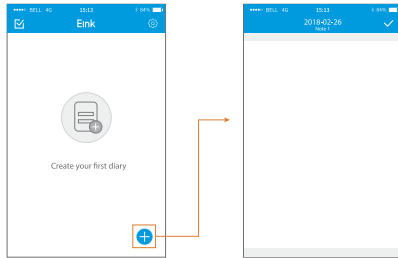 BELL 4G 15:13 84%
Eink
Create your first diary
BELL 4G 15:13 84%
2018-02-26
Note 1